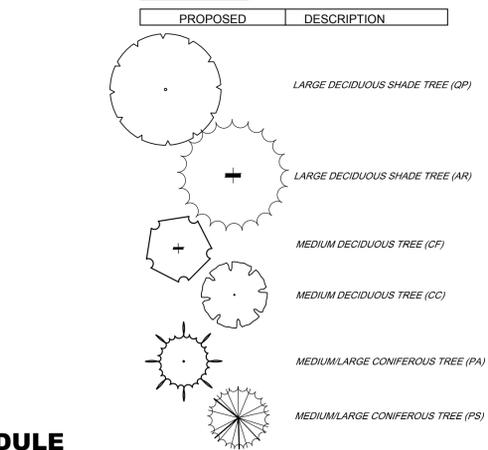 PROPOSED DESCRIPTION
LARGE DECIDUOUS SHADE TREE (QP)
LARGE DECIDUOUS SHADE TREE (AR)
MEDIUM DECIDUOUS TREE (CF)
MEDIUM DECIDUOUS TREE (CC)
MEDIUM/LARGE CONIFEROUS TREE (PA)
MEDIUM/LARGE CONIFEROUS TREE (PS)
DULE